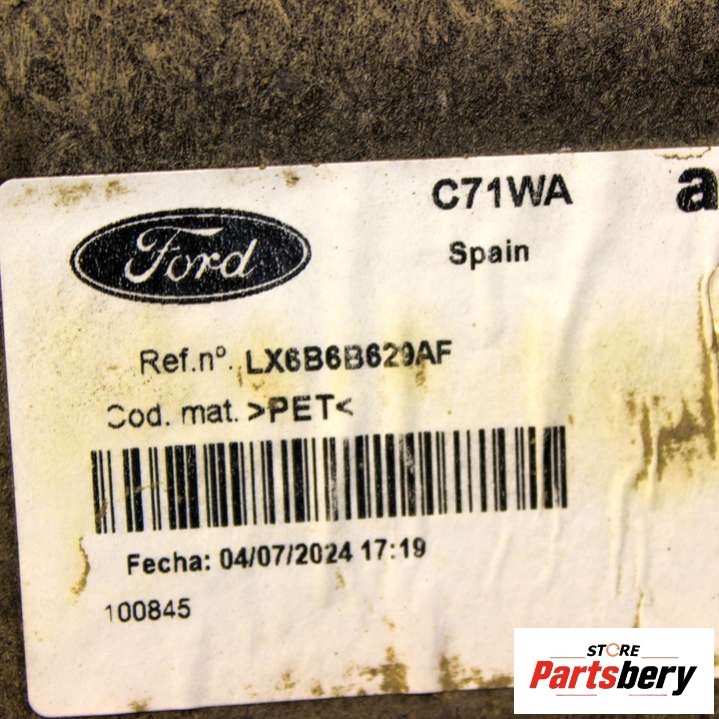 C71WA
a
Ford
Spain
Ref.nº. LX6B6B629AF
Cod. mat. >PET<
Fecha: 04/07/2024 17:19
100845
STORE
Partsbery